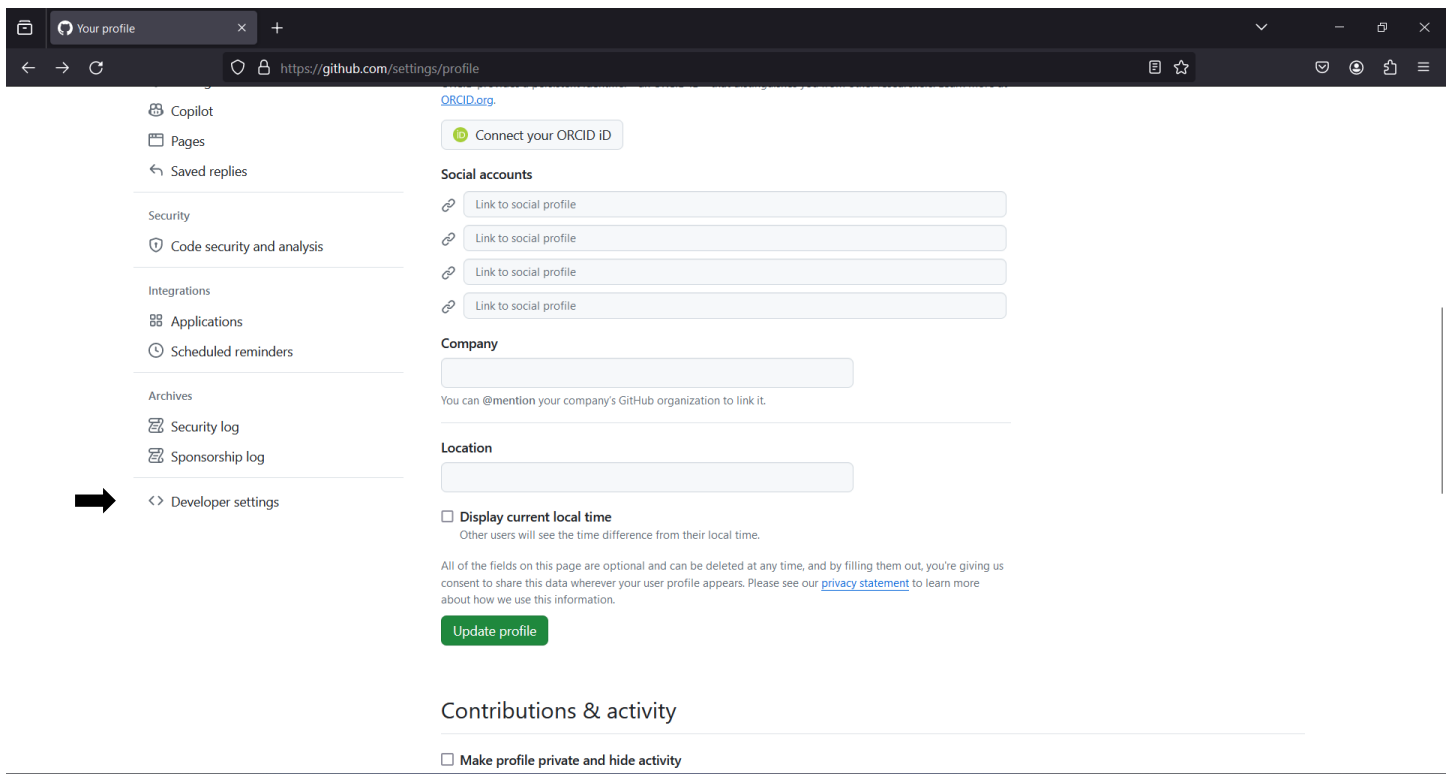 Your profile
https://github.com/settings/profile
Copilot
Pages
Saved replies
Security
Code security and analysis
Integrations
Applications
Scheduled reminders
Archives
Security log
Sponsorship log
Developer settings
ORCID.org.
iD Connect your ORCID iD
Social accounts
Link to social profile
Link to social profile
Link to social profile
Link to social profile
Company
You can @mention your company's GitHub organization to link it.
Location
Display current local time
Other users will see the time difference from their local time.
All of the fields on this page are optional and can be deleted at any time, and by filling them out, you're giving us
consent to share this data wherever your user profile appears. Please see our privacy statement to learn more
about how we use this information.
Update profile
Contributions & activity
Make profile private and hide activity